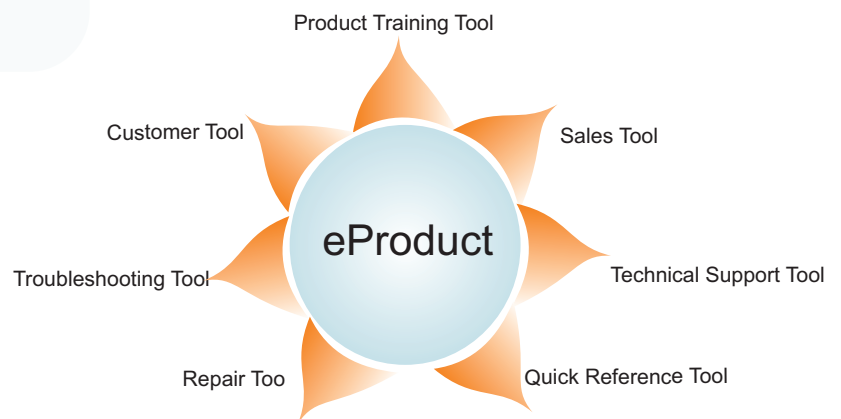 Product Training Tool
Customer Tool
Sales Tool
eProduct
Troubleshooting Tool
Technical Support Tool
Repair Too
Quick Reference Tool